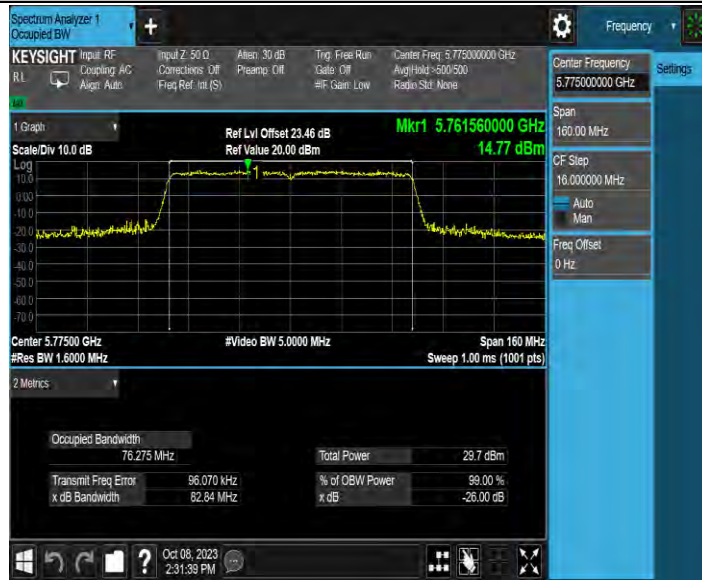 Spectrum Analyzer 1
Occupied BW
Frequency
KEYSIGHT
Input: RF
Coupling: AC
Align: Auto
Input Z: 50 Ω
Corrections: Off
Freq Ref: Int (S)
Atten: 30 dB
Preamp: Off
Trig: Free Run
Gate: Off
#IF Gain: Low
Center Freq: 5.775000000 GHz
Avg|Hold:>500/500
Radio Std: None
RL
Center Frequency
5.775000000 GHz
Settings
Span
160.00 MHz
CF Step
16.000000 MHz
Auto
Man
Freq Offset
0 Hz
1 Graph
Scale/Div 10.0 dB
Ref Lvl Offset 23.46 dB
Ref Value 20.00 dBm
Mkr1 5.761560000 GHz
14.77 dBm
Log
10.0
0.00
-10.0
-20.0
-30.0
-40.0
-50.0
-60.0
-70.0
1
Center 5.77500 GHz
#Res BW 1.6000 MHz
#Video BW 5.0000 MHz
Span 160 MHz
Sweep 1.00 ms (1001 pts)
2 Metrics
Occupied Bandwidth
76.275 MHz
Total Power 29.7 dBm
Transmit Freq Error 96.070 kHz
% of OBW Power 99.00 %
x dB Bandwidth 82.84 MHz
x dB -26.00 dB
?
Oct 08, 2023
2:31:39 PM